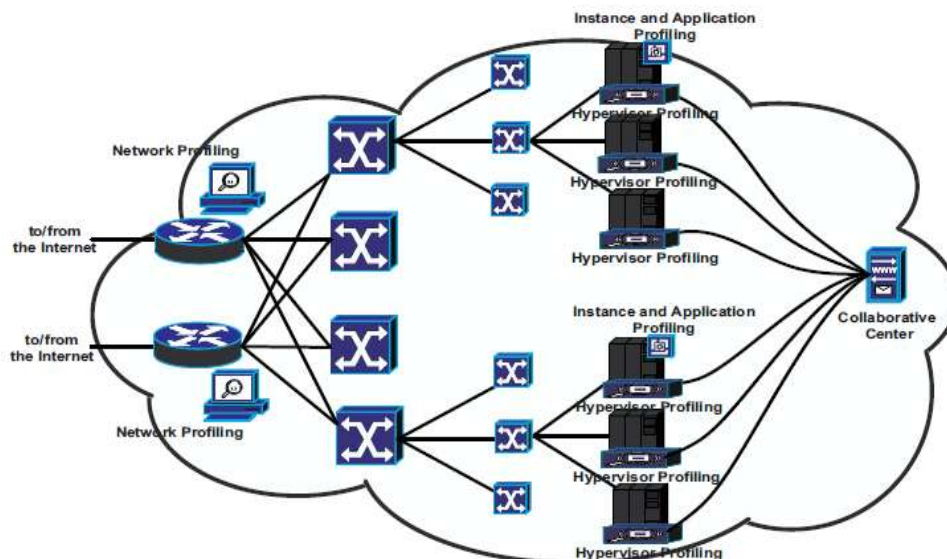 Instance and Application
Profiling
Network Profiling
Hypervisor Profiling
Hypervisor Profiling
Hypervisor Profiling
to/from
the Internet
WWW
Collaborative
Center
Instance and Application
Profiling
to/from
the Internet
Hypervisor Profiling
Network Profiling
Hypervisor Profiling
Hypervisor Profiling